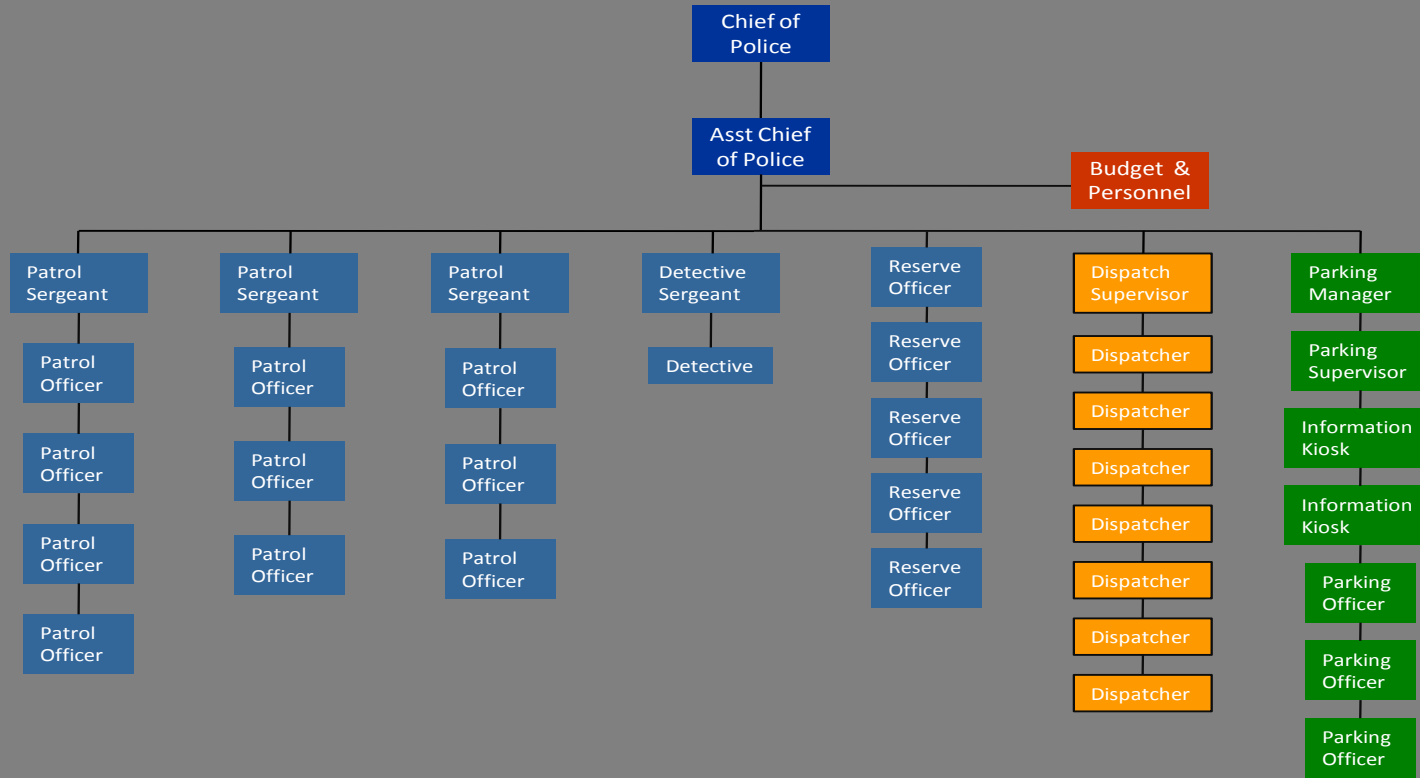 Chief of
Police
Asst Chief
of Police
Budget &
Personnel
Patrol
Sergeant
Patrol
Officer
Patrol
Officer
Patrol
Officer
Patrol
Officer
Patrol
Sergeant
Patrol
Officer
Patrol
Officer
Patrol
Officer
Patrol
Sergeant
Patrol
Officer
Patrol
Officer
Patrol
Officer
Detective
Sergeant
Detective
Reserve
Officer
Reserve
Officer
Reserve
Officer
Reserve
Officer
Reserve
Officer
Dispatch
Supervisor
Dispatcher
Dispatcher
Dispatcher
Dispatcher
Dispatcher
Dispatcher
Dispatcher
Parking
Manager
Parking
Supervisor
Information
Kiosk
Information
Kiosk
Parking
Officer
Parking
Officer
Parking
Officer